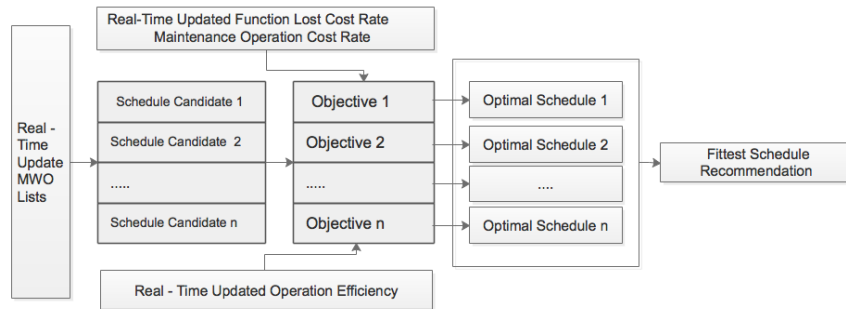 Real-Time Updated Function Lost Cost Rate
Maintenance Operation Cost Rate
Real -
Time
Update
MWO
Lists
Schedule Candidate 1
Schedule Candidate 2
.....
Schedule Candidate n
Objective 1
Objective 2
.....
Objective n
Optimal Schedule 1
Optimal Schedule 2
....
Optimal Schedule n
Fittest Schedule
Recommendation
Real - Time Updated Operation Efficiency